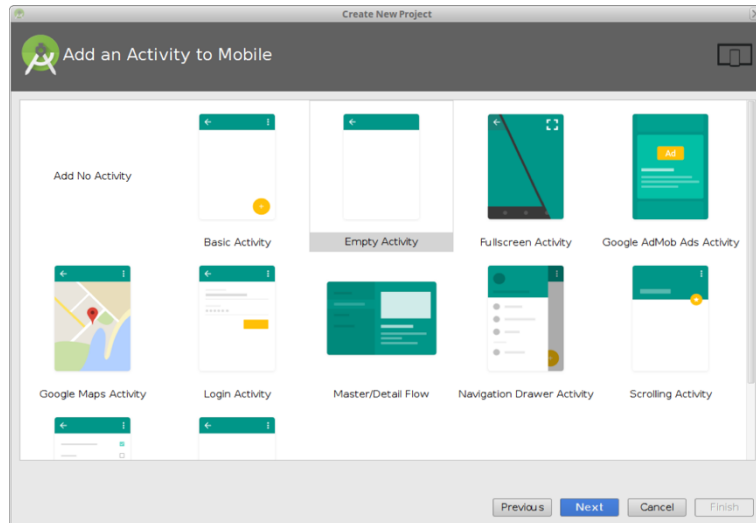 Create New Project
Add an Activity to Mobile
Add No Activity
Basic Activity
Empty Activity
Ad
Fullscreen Activity
Google AdMob Ads Activity
Google Maps Activity
Login Activity
Master/Detail Flow
Navigation Drawer Activity
Scrolling Activity
Previous
Next
Cancel
Finish